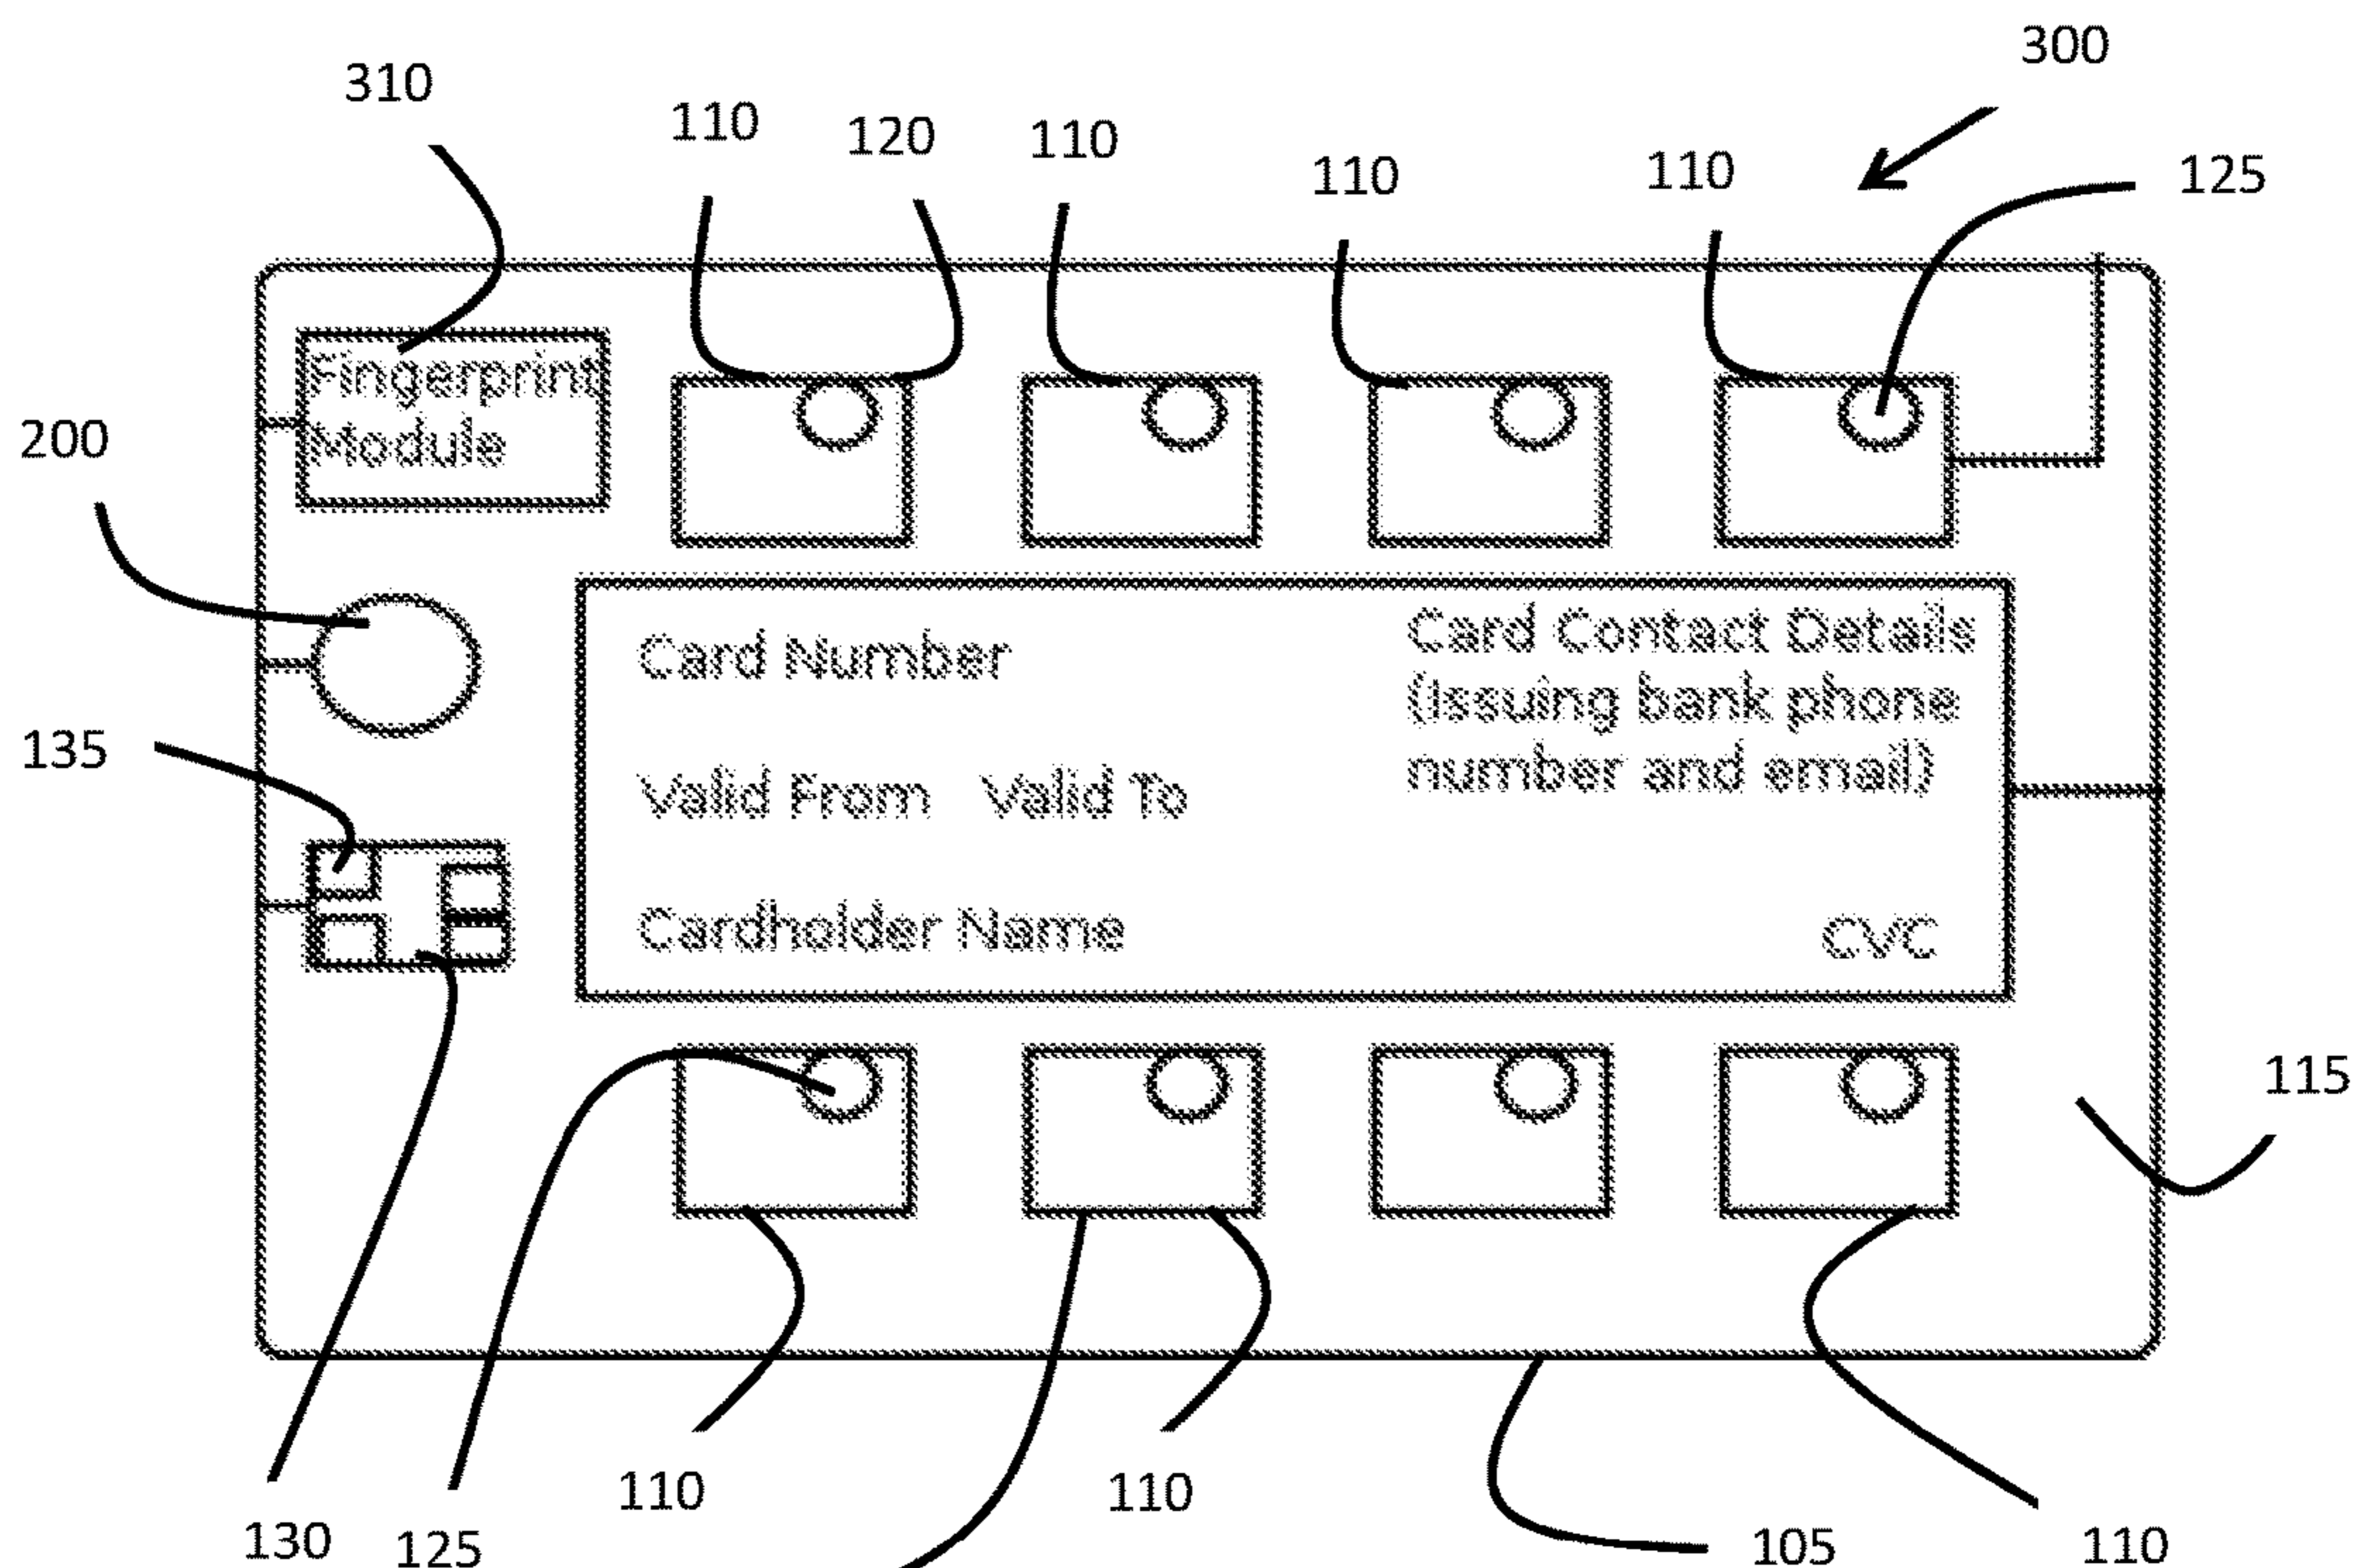 300
310
110
120
110
110
110
125
Fingerprint
Module
200
Card Number
Card Contact Details
(Issuing bank phone
number and email)
135
Valid From Valid To
Cardholder Name
CVC
115
110
110
130
125
105
110